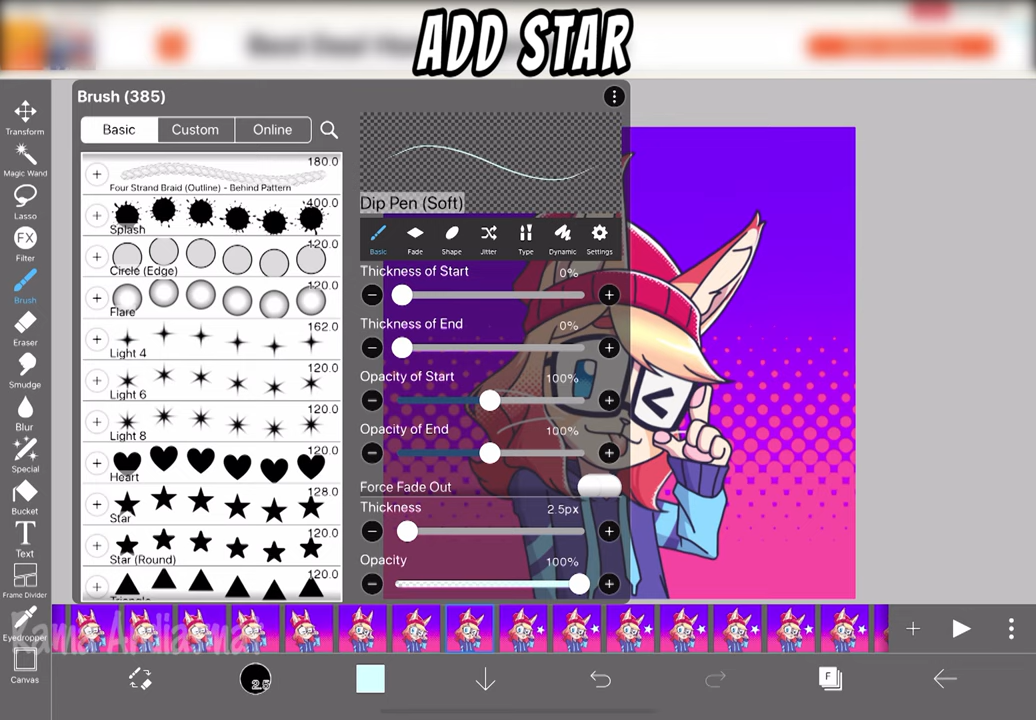 ADD STAR
Brush (385)
Basic
Custom
Online
180.0
Four Strand Braid (Outline) - Behind Pattern
400.0
Splash
120.0
Circle (Edge)
120.0
Flare
162.0
Light 4
120.0
Light 6
120.0
Light 8
120.0
Heart
128.0
Star
120.0
Star (Round)
120.0
Dip Pen (Soft)
Basic
Fade
Shape
Jitter
Type
Dynamic
Settings
Thickness of Start
0%
Thickness of End
0%
Opacity of Start
100%
Opacity of End
100%
Force Fade Out
Thickness
2.5px
Opacity
100%
Transform
Magic Wand
Lasso
FX
Filter
Brush
Eraser
Smudge
Blur
Special
Bucket
T
Text
Frame Divider
Eyedropper
Canvas
2.5
F